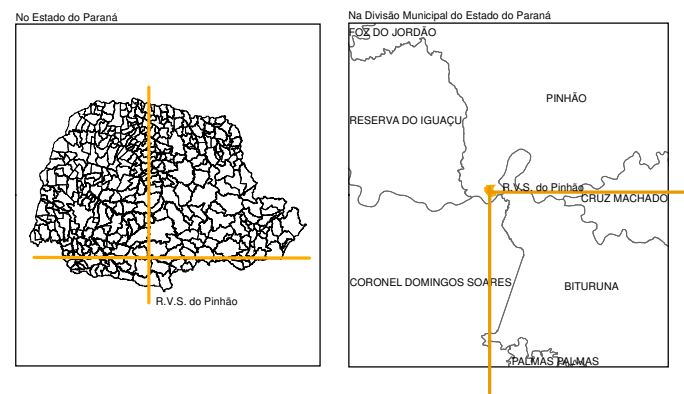 No Estado do Paraná
R.V.S. do Pinhão
Na Divisão Municipal do Estado do Paraná
FOZ DO JORDÃO
PINHÃO
RESERVA DO IGUAÇU
R.V.S. do Pinhão
CRUZ MACHADO
CORONEL DOMINGOS SOARES
BITURUNA
PALMAS PALMAS